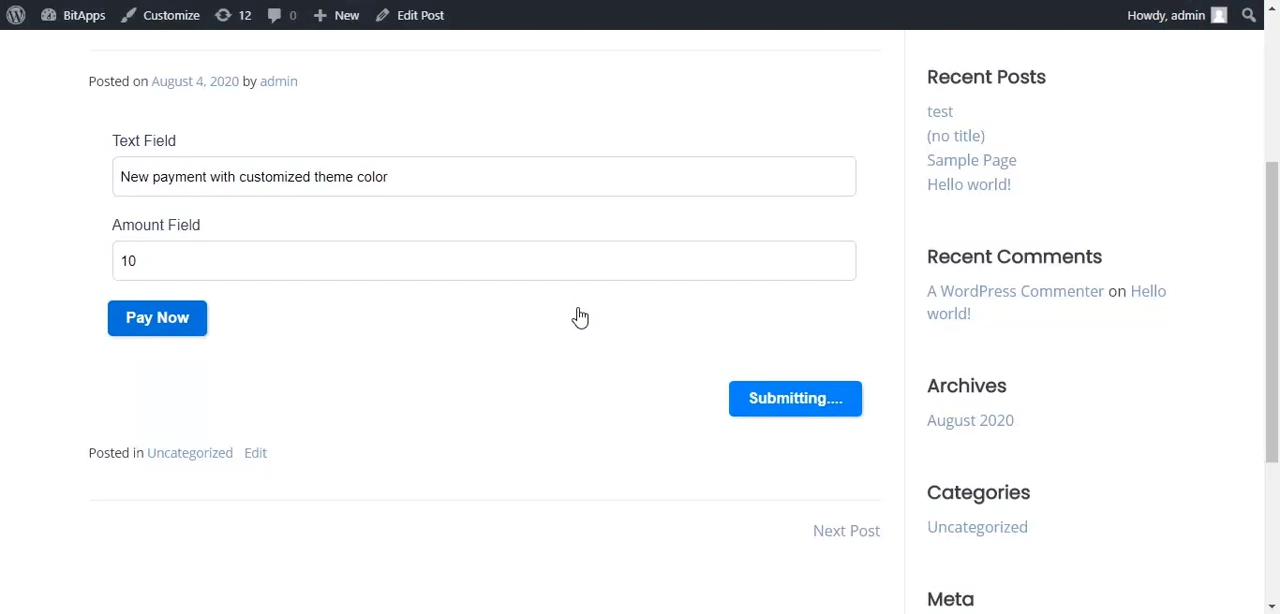 BitApps Customize 12 0 New Edit Post Howdy, admin
Posted on August 4, 2020 by admin
Text Field
New payment with customized theme color
Amount Field
10
Pay Now
Submitting....
Posted in Uncategorized Edit
Next Post
Recent Posts
test
(no title)
Sample Page
Hello world!
Recent Comments
A WordPress Commenter on Hello
world!
Archives
August 2020
Categories
Uncategorized
Meta